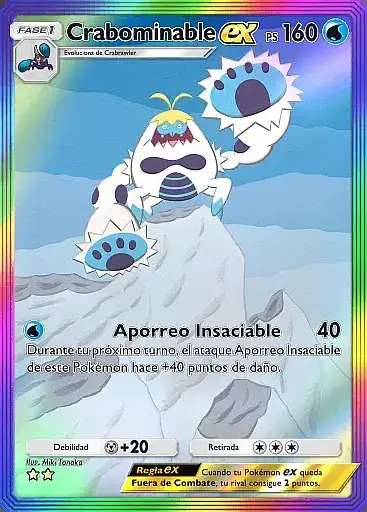 FASE 1
Crabominable ex PS 160
Evoluciona de Crabrawler
Aporreo Insaciable 40
Durante tu próximo turno, el ataque Aporreo Insaciable
de este Pokémon hace +40 puntos de daño.
Debilidad +20 Retirada
Ilus. Miki Tanaka
Regla ex Cuando tu Pokémon ex queda
Fuera de Combate, tu rival consigue 2 puntos.